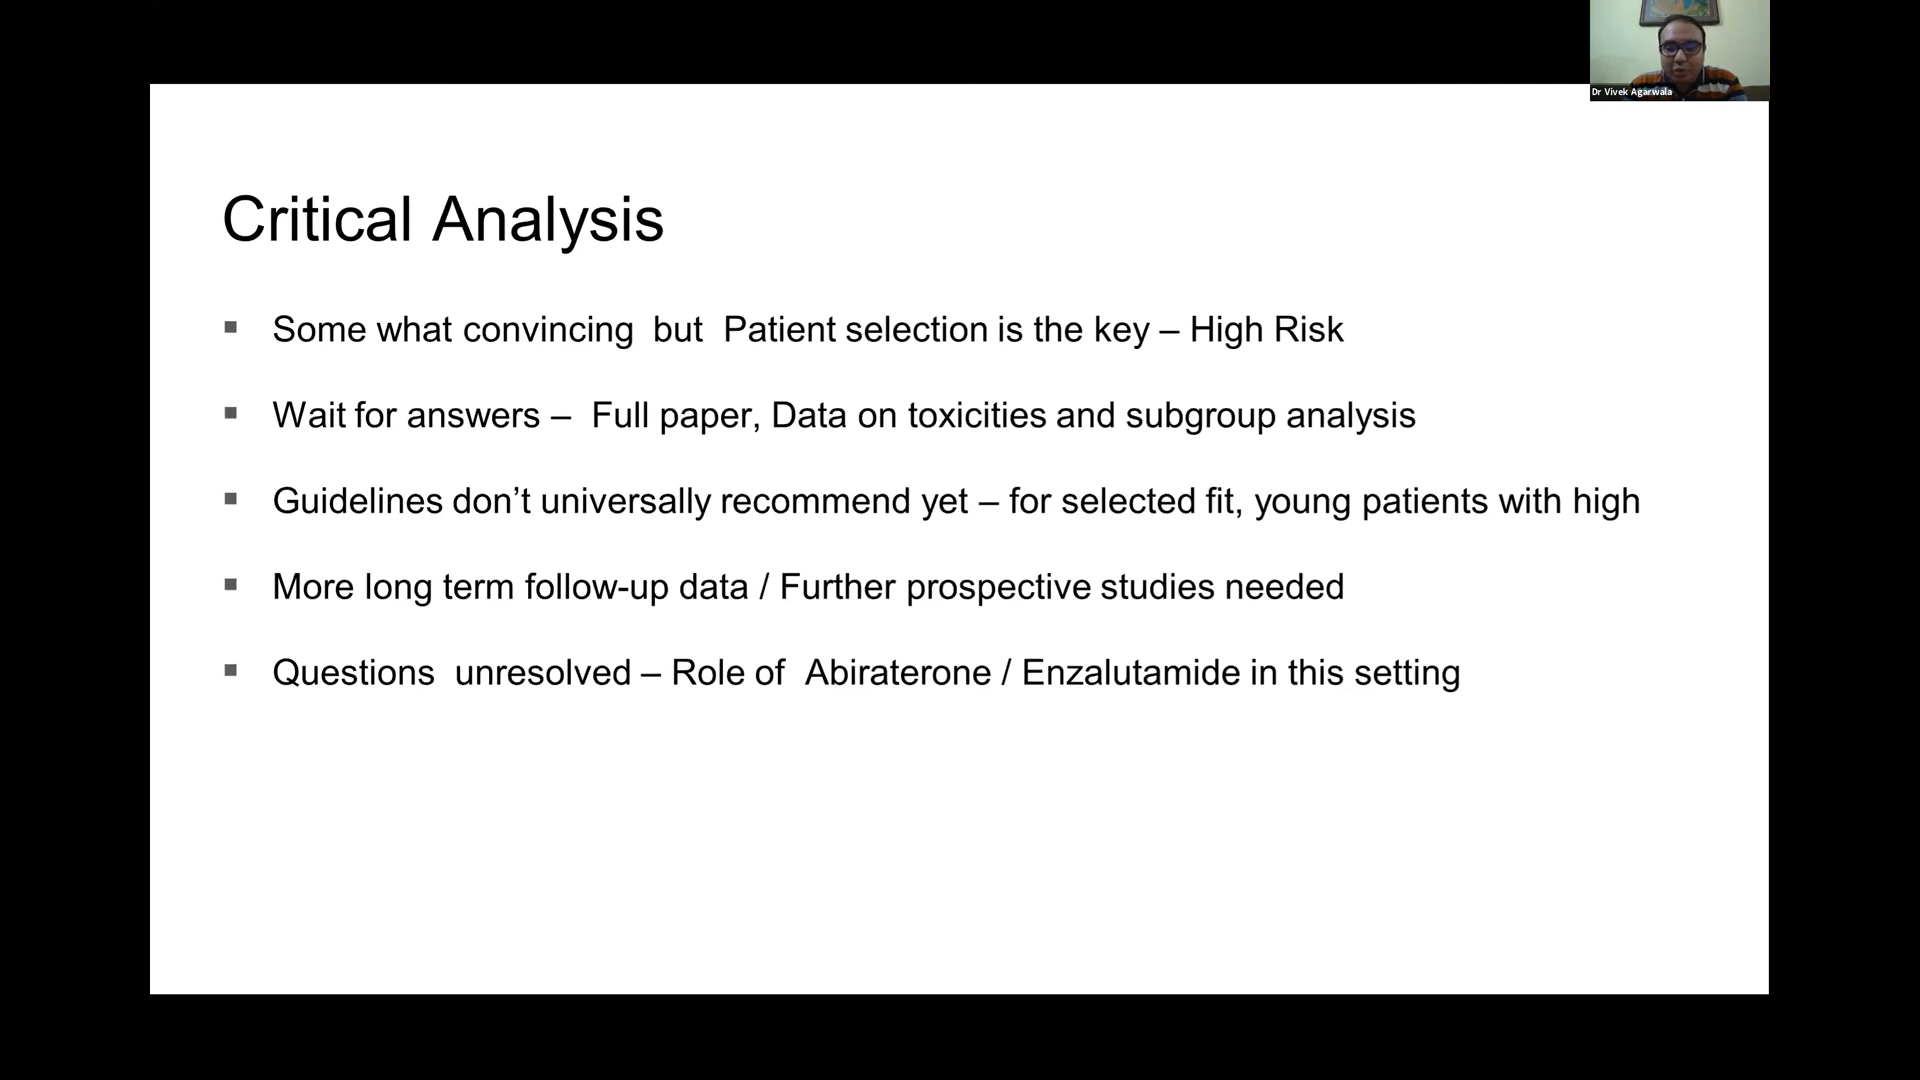 Dr Vivek Agarwala
Critical Analysis
Some what convincing but Patient selection is the key – High Risk
Wait for answers – Full paper, Data on toxicities and subgroup analysis
Guidelines don’t universally recommend yet – for selected fit, young patients with high
More long term follow-up data / Further prospective studies needed
Questions unresolved – Role of Abiraterone / Enzalutamide in this setting